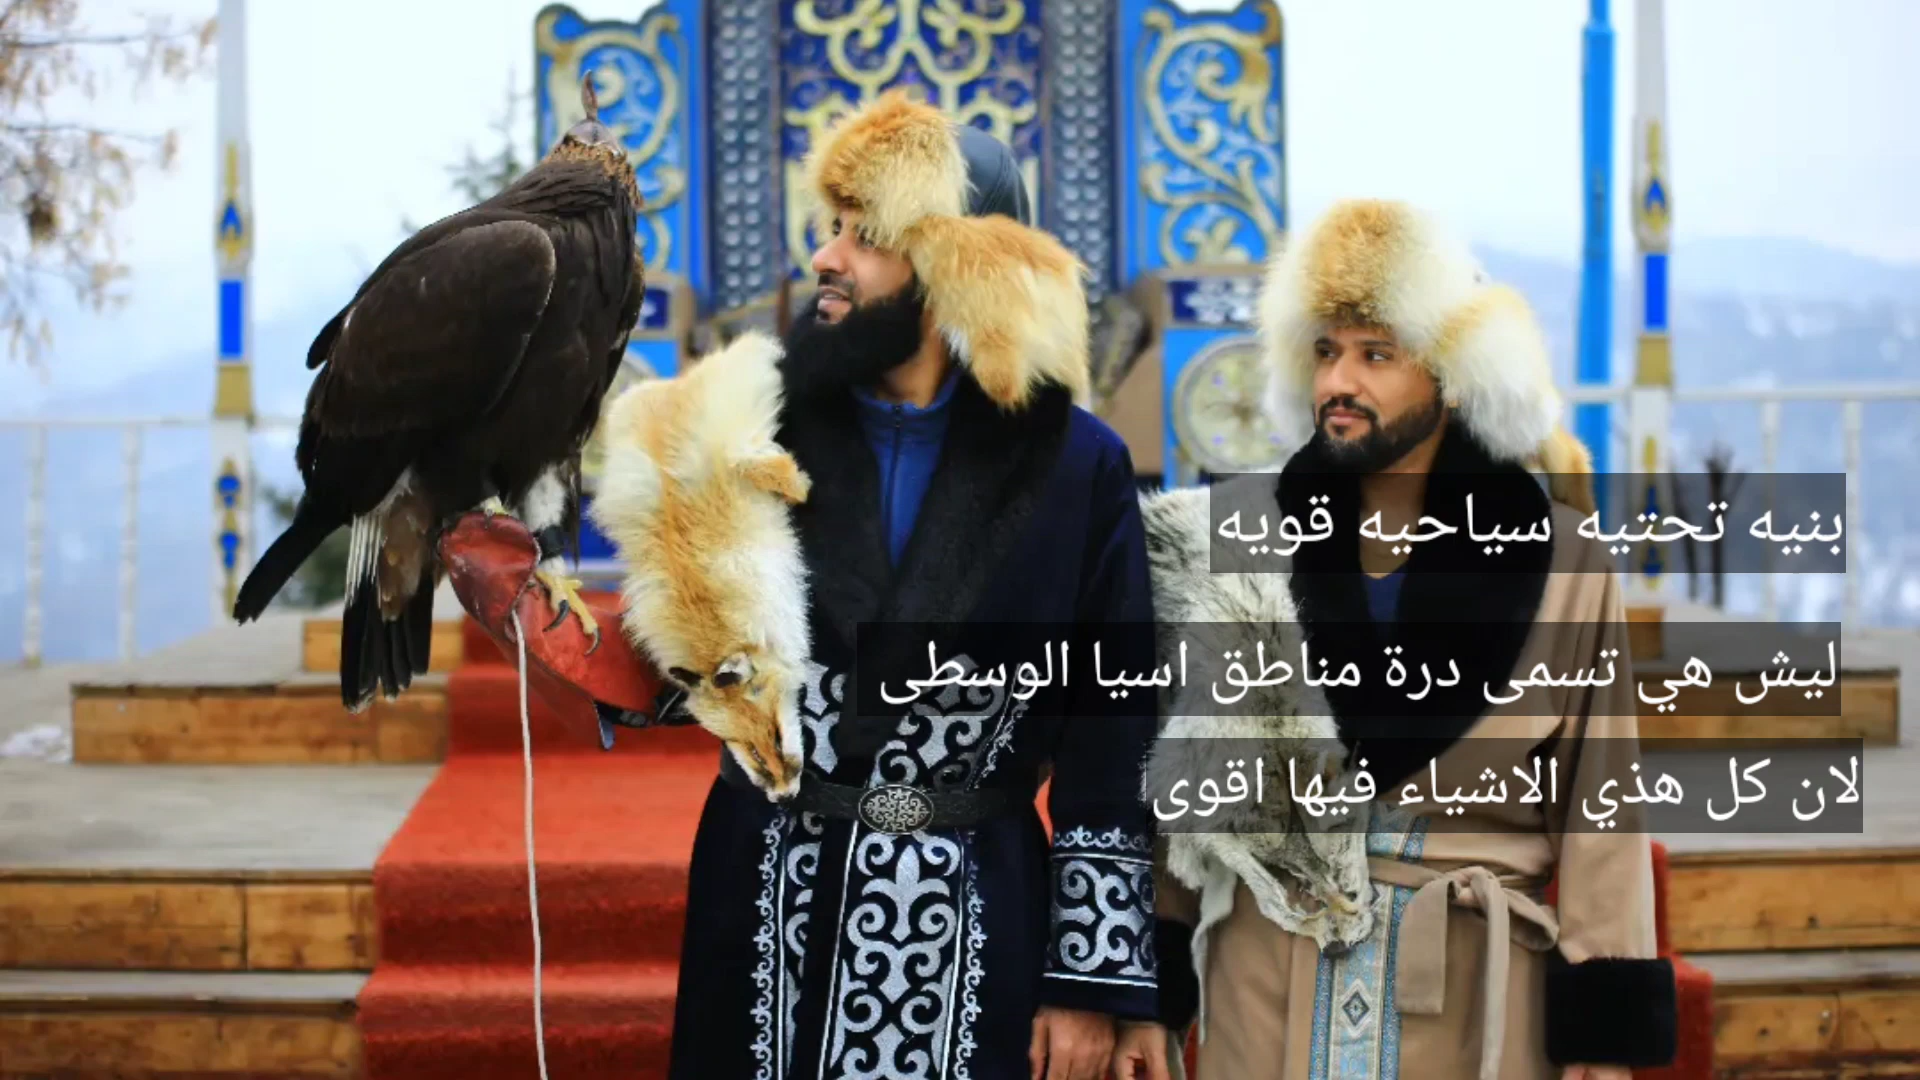 بنيه تحتيه سياحيه قويه
ليش هي تسمى درة مناطق اسيا الوسطى
لان كل هذي الاشياء فيها اقوى